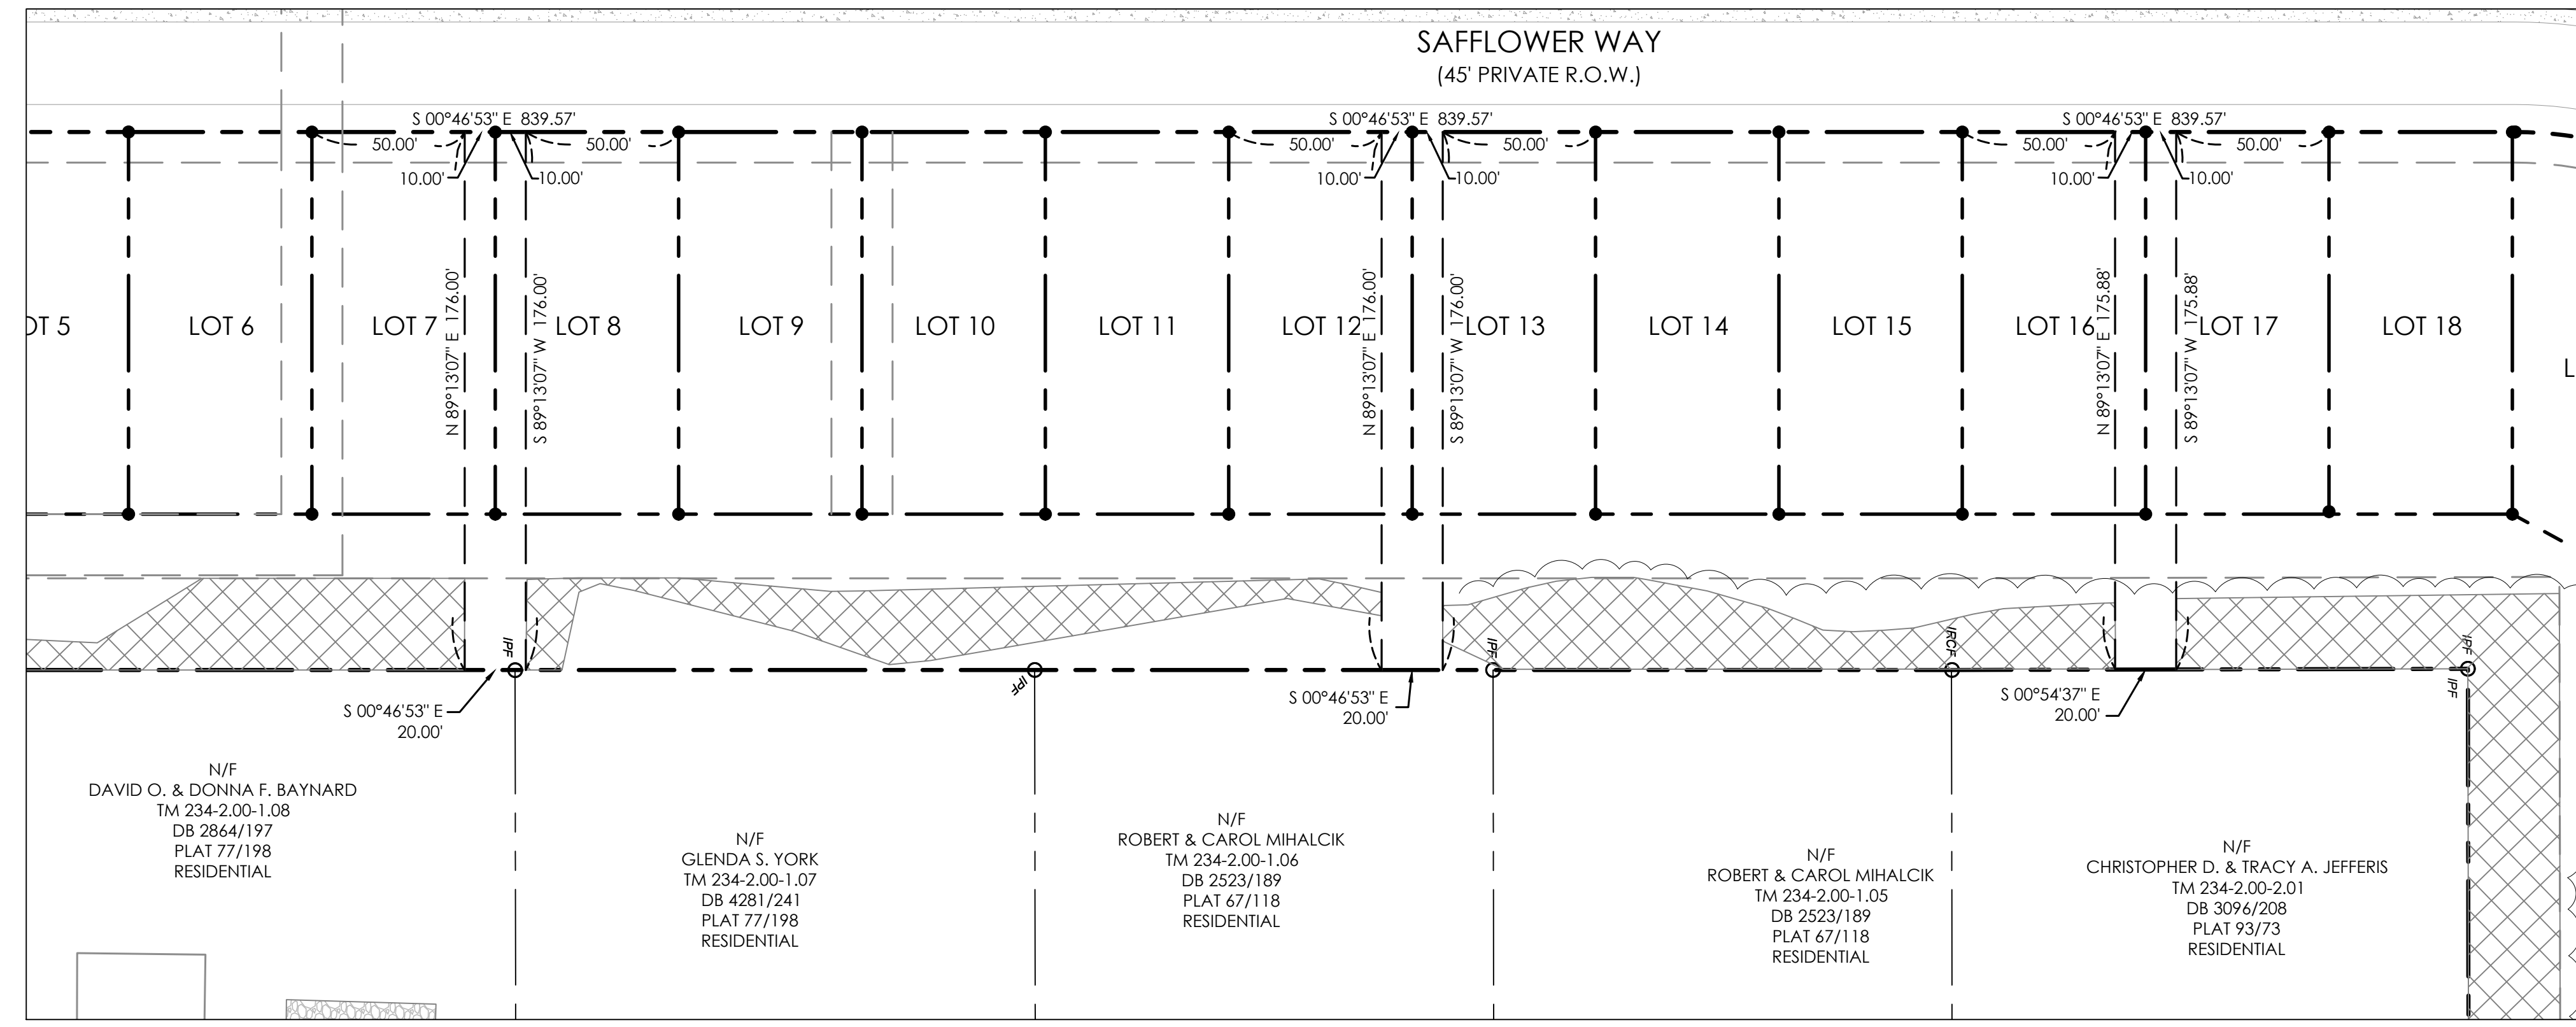 SAFFLOWER WAY
(45' PRIVATE R.O.W.)
S 00°46'53" E 839.57'
S 00°46'53" E 839.57'
S 00°46'53" E 839.57'
50.00'
50.00'
50.00'
50.00'
50.00'
50.00'
10.00'
10.00'
10.00'
10.00'
10.00'
10.00'
N 89°13'07" E 176.00'
S 89°13'07" W 176.00'
N 89°13'07" E 176.00'
S 89°13'07" W 176.00'
N 89°13'07" E 175.88'
S 89°13'07" W 175.88'
OT 5
LOT 6
LOT 7
LOT 8
LOT 9
LOT 10
LOT 11
LOT 12
LOT 13
LOT 14
LOT 15
LOT 16
LOT 17
LOT 18
L
IPF
IPF
IPF
IRCF
IPF
IPF
S 00°46'53" E
20.00'
S 00°46'53" E
20.00'
S 00°54'37" E
20.00'
N/F
DAVID O. & DONNA F. BAYNARD
TM 234-2.00-1.08
DB 2864/197
PLAT 77/198
RESIDENTIAL
N/F
GLENDA S. YORK
TM 234-2.00-1.07
DB 4281/241
PLAT 77/198
RESIDENTIAL
N/F
ROBERT & CAROL MIHALCIK
TM 234-2.00-1.06
DB 2523/189
PLAT 67/118
RESIDENTIAL
N/F
ROBERT & CAROL MIHALCIK
TM 234-2.00-1.05
DB 2523/189
PLAT 67/118
RESIDENTIAL
N/F
CHRISTOPHER D. & TRACY A. JEFFERIS
TM 234-2.00-2.01
DB 3096/208
PLAT 93/73
RESIDENTIAL